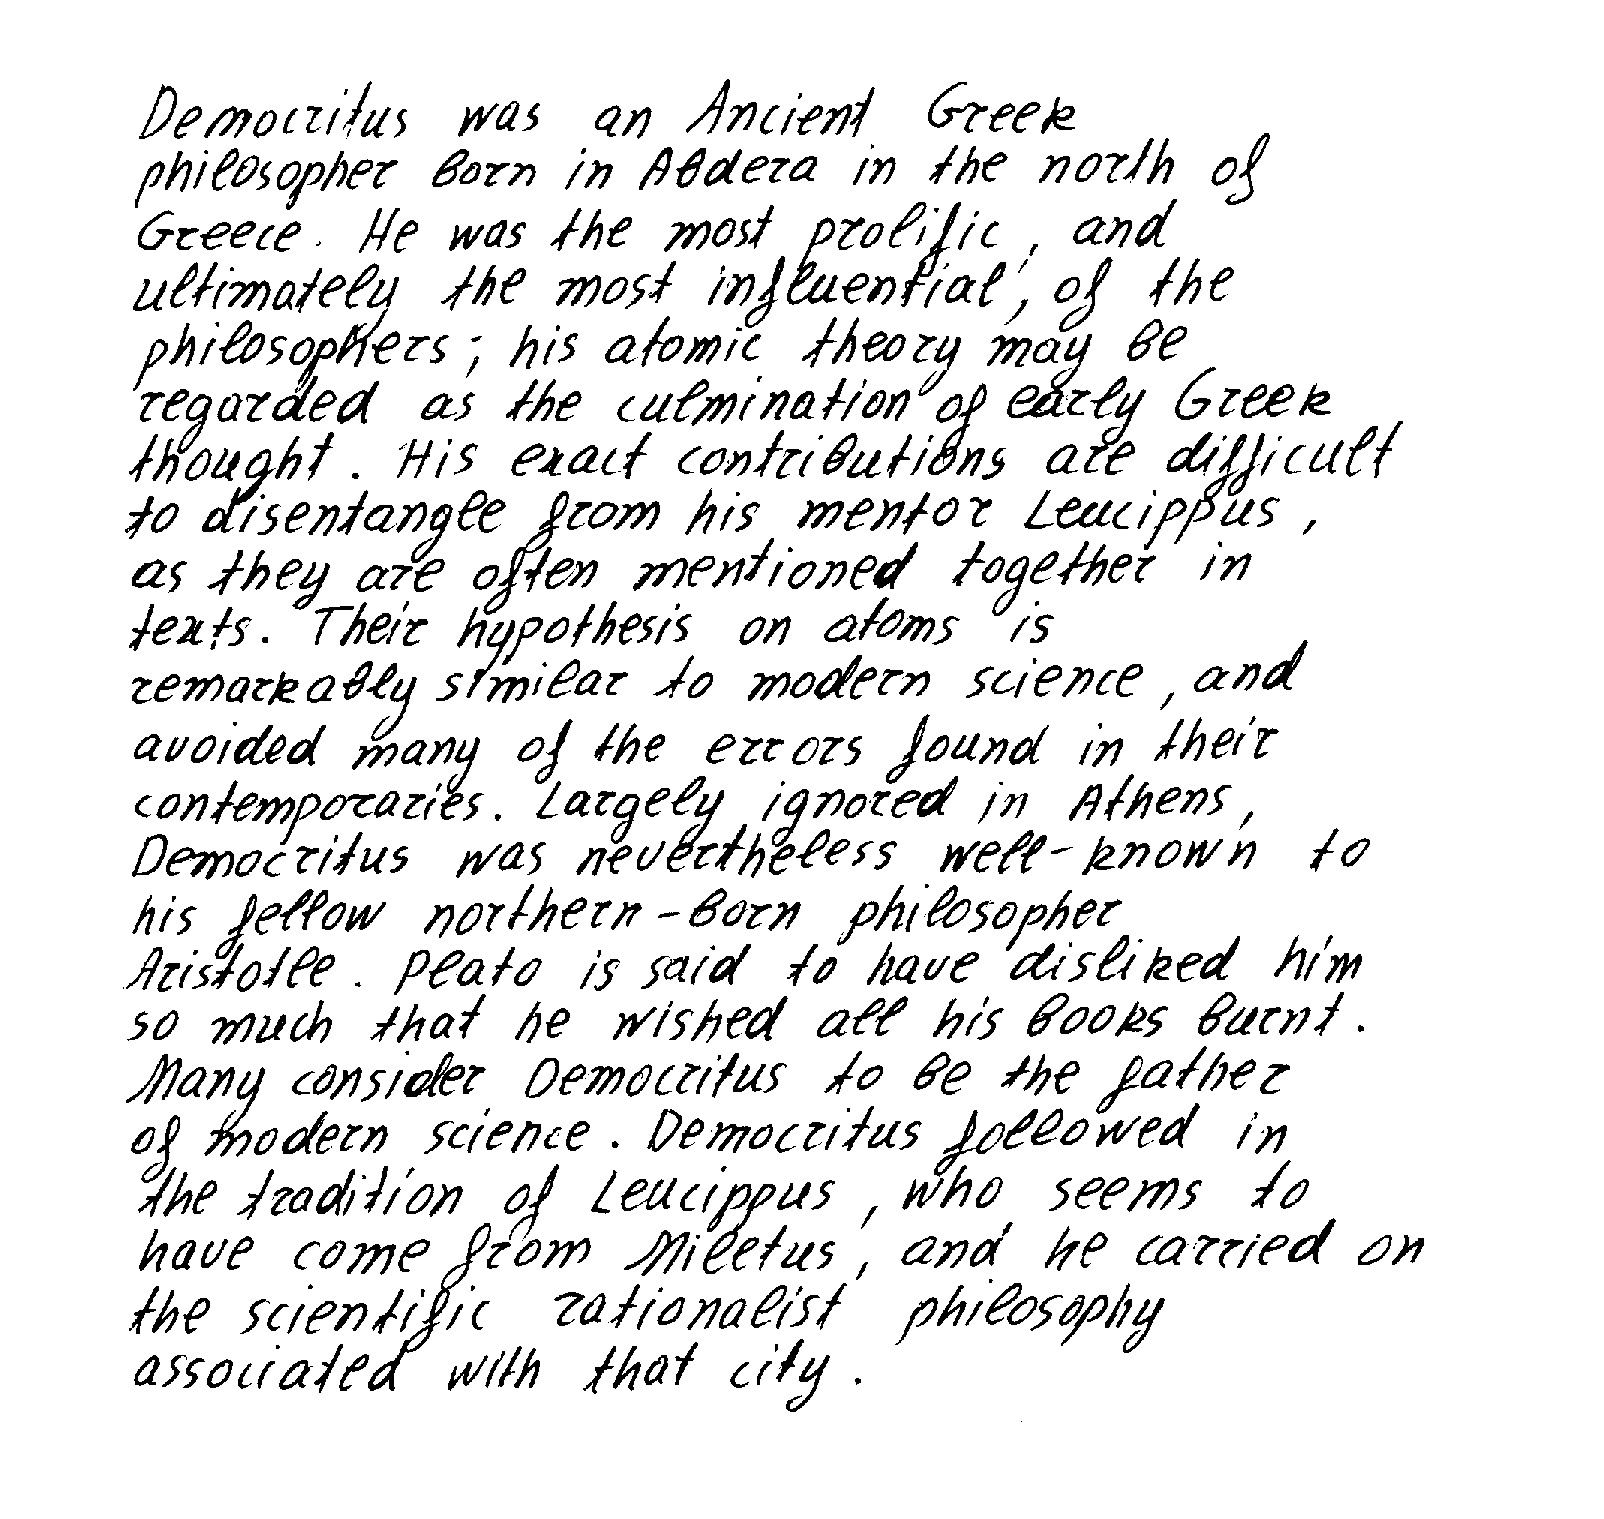 Democritus was an Ancient Greek
philosopher born in Abdera in the north of
Greece. He was the most prolific, and
ultimately the most influential, of the
philosophers; his atomic theory may be
regarded as the culmination of early Greek
thought. His exact contributions are difficult
to disentangle from his mentor Leucippus,
as they are often mentioned together in
texts. Their hypothesis on atoms is
remarkably similar to modern science, and
avoided many of the errors found in their
contemporaries. Largely ignored in Athens,
Democritus was nevertheless well-known to
his fellow northern-born philosopher
Aristotle. Plato is said to have disliked him
so much that he wished all his books burnt.
Many consider Democritus to be the father
of modern science. Democritus followed in
the tradition of Leucippus, who seems to
have come from Miletus, and he carried on
the scientific rationalist philosophy
associated with that city.